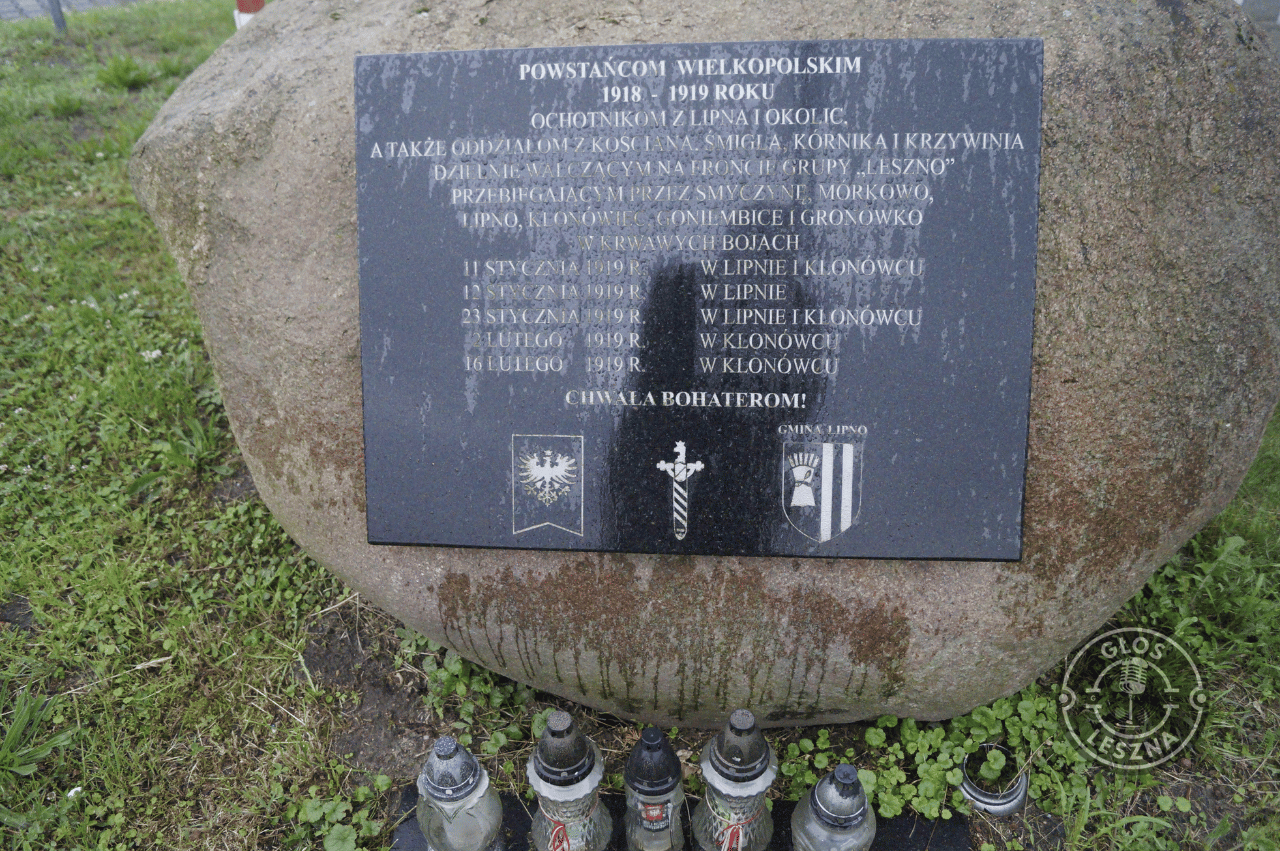 POWSTAŃCOM WIELKOPOLSKIM
1918 - 1919 ROKU
OCHOTNIKOM Z LIPNA I OKOLIC,
A TAKŻE ODDZIAŁOM Z KOŚCIANA, ŚMIGLA, KÓRNIKA I KRZYWINIA
DZIELNIE WALCZĄCYM NA FRONCIE GRUPY „LESZNO”
PRZEBIEGAJĄCYM PRZEZ SMYCZYNĘ, MÓRKOWO,
LIPNO, KLONÓWIEC, GONIEMBICE I GRONÓWKO
W KRWAWYCH BOJACH
11 STYCZNIA 1919 R. W LIPNIE I KLONÓWCU
12 STYCZNIA 1919 R. W LIPNIE
23 STYCZNIA 1919 R. W LIPNIE I KLONÓWCU
2 LUTEGO 1919 R. W KLONÓWCU
16 LUTEGO 1919 R. W KLONÓWCU
CHWAŁA BOHATEROM!
GMINA LIPNO
GŁOS
LESZNA